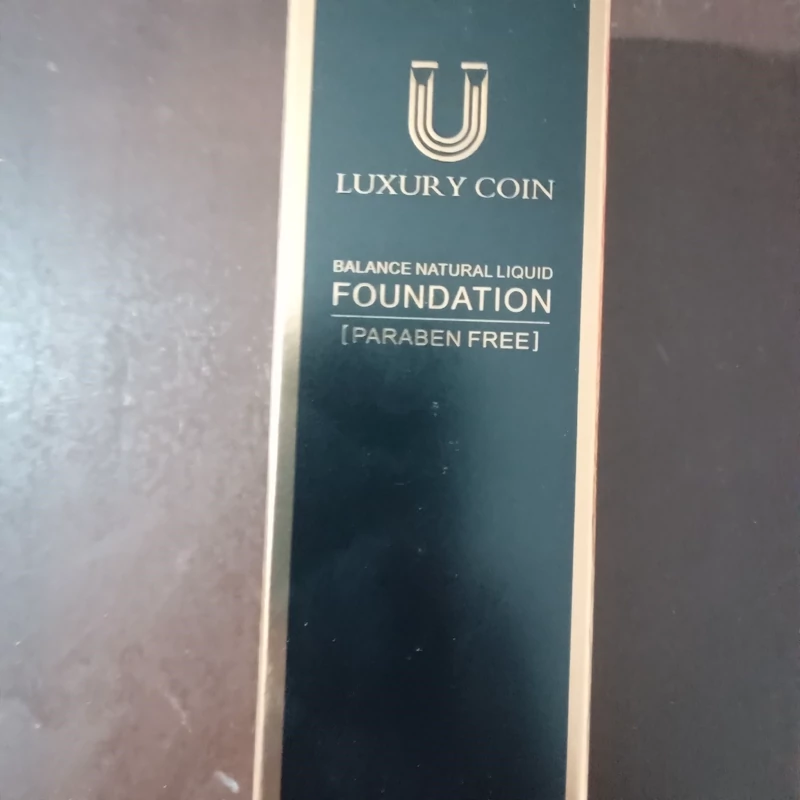 U
LUXURY COIN
BALANCE NATURAL LIQUID
FOUNDATION
[PARABEN FREE]